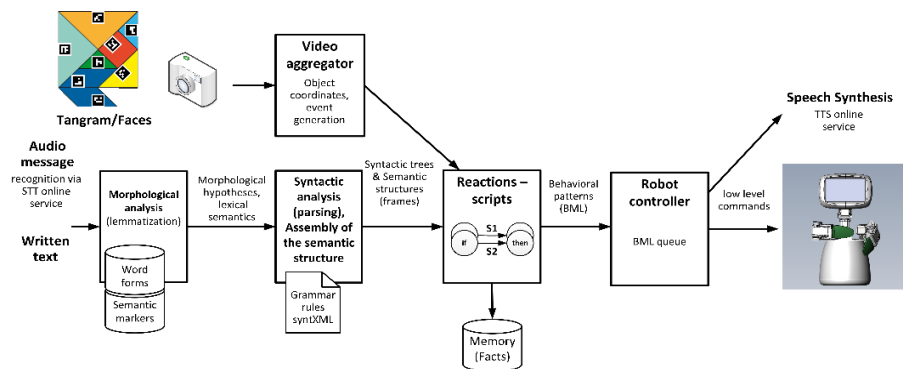 Tangram/Faces
Video
aggregator
Object
coordinates,
event
generation
Speech Synthesis
TTS online
service
Audio
message
recognition via
STT online
service
Written
text
Morphological
analysis
(lemmatization)
Word
forms
Semantic
markers
Morphological
hypotheses,
lexical
semantics
Syntactic
analysis
(parsing),
Assembly of
the semantic
structure
Grammar
rules
syntXML
Syntactic trees
& Semantic
structures
(frames)
Reactions –
scripts
if
S1
S2
then
Memory
(Facts)
Behavioral
patterns
(BML)
Robot
controller
BML queue
low level
commands